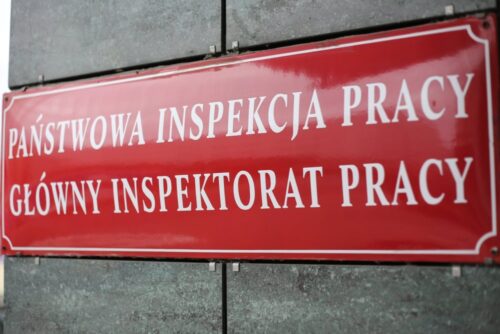 PAŃSTWOWA INSPEKCJA PRACY
GŁÓWNY INSPEKTORAT PRACY